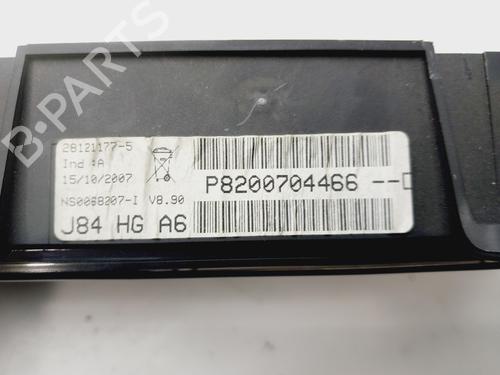 B-PARTS
28121177-5
Ind :A
15/10/2007
NS0068207-I V8.90
J84 HG A6
P8200704466 --D